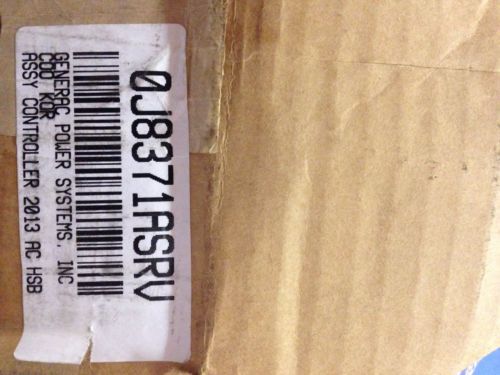 0J8371ASRV
GENERAC POWER SYSTEMS, INC
COO KOR
ASSY CONTROLLER 2013 AC HSB